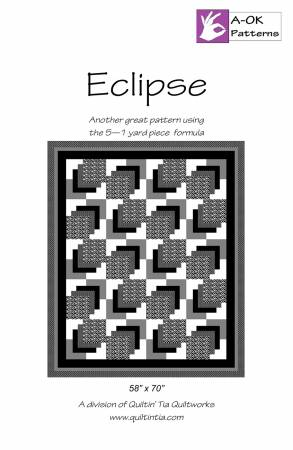 A-OK
Patterns
Eclipse
Another great pattern using
the 5—1 yard piece formula
58" x 70"
A division of Quiltin' Tia Quiltworks
www.quiltintia.com